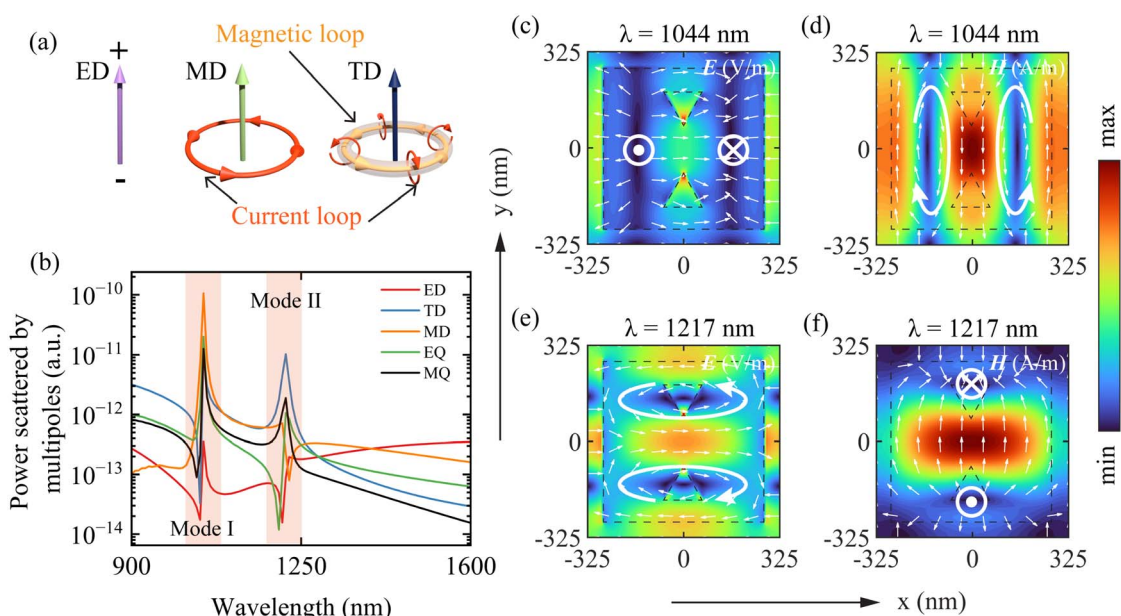 (a)
+
ED
-
MD
TD
Magnetic loop
Current loop
(b)
Power scattered by
multipoles (a.u.)
10⁻¹⁰
10⁻¹¹
10⁻¹²
10⁻¹³
10⁻¹⁴
Mode I
Mode II
ED
TD
MD
EQ
MQ
900
1250
1600
Wavelength (nm)
(c)
λ = 1044 nm
E (V/m)
325
0
-325
-325
0
325
(d)
λ = 1044 nm
H (A/m)
325
0
-325
-325
0
325
y (nm)
(e)
λ = 1217 nm
E (V/m)
325
0
-325
-325
0
325
(f)
λ = 1217 nm
H (A/m)
325
0
-325
-325
0
325
x (nm)
max
min